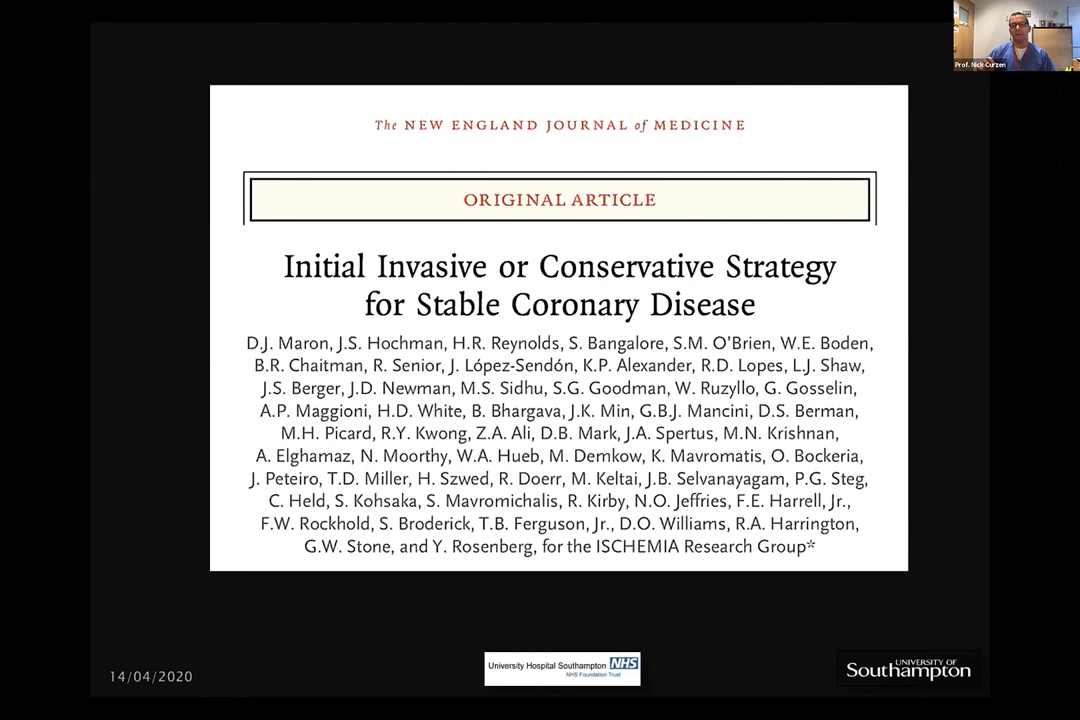 Prof. Nick Curzen
The NEW ENGLAND JOURNAL of MEDICINE
ORIGINAL ARTICLE
Initial Invasive or Conservative Strategy
for Stable Coronary Disease
D.J. Maron, J.S. Hochman, H.R. Reynolds, S. Bangalore, S.M. O’Brien, W.E. Boden,
B.R. Chaitman, R. Senior, J. López-Sendón, K.P. Alexander, R.D. Lopes, L.J. Shaw,
J.S. Berger, J.D. Newman, M.S. Sidhu, S.G. Goodman, W. Ruzyllo, G. Gosselin,
A.P. Maggioni, H.D. White, B. Bhargava, J.K. Min, G.B.J. Mancini, D.S. Berman,
M.H. Picard, R.Y. Kwong, Z.A. Ali, D.B. Mark, J.A. Spertus, M.N. Krishnan,
A. Elghamaz, N. Moorthy, W.A. Hueb, M. Demkow, K. Mavromatis, O. Bockeria,
J. Peteiro, T.D. Miller, H. Szwed, R. Doerr, M. Keltai, J.B. Selvanayagam, P.G. Steg,
C. Held, S. Kohsaka, S. Mavromichalis, R. Kirby, N.O. Jeffries, F.E. Harrell, Jr.,
F.W. Rockhold, S. Broderick, T.B. Ferguson, Jr., D.O. Williams, R.A. Harrington,
G.W. Stone, and Y. Rosenberg, for the ISCHEMIA Research Group*
14/04/2020
University Hospital Southampton NHS
NHS Foundation Trust
UNIVERSITY OF
Southampton